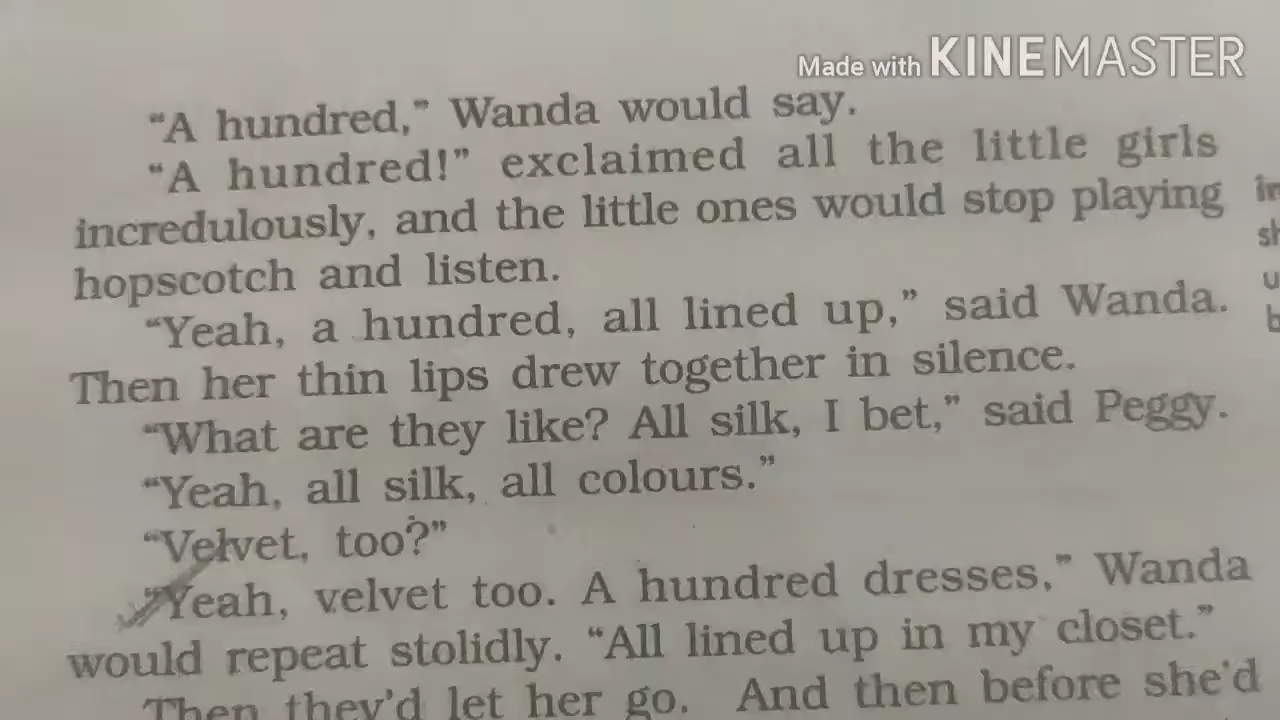 Made with KINEMASTER
“A hundred,” Wanda would say.
“A hundred!” exclaimed all the little girls
incredulously, and the little ones would stop playing
hopscotch and listen.
“Yeah, a hundred, all lined up,” said Wanda.
Then her thin lips drew together in silence.
“What are they like? All silk, I bet,” said Peggy.
“Yeah, all silk, all colours.”
“Velvet, too?”
“Yeah, velvet too. A hundred dresses,” Wanda
would repeat stolidly. “All lined up in my closet.”
Then they’d let her go. And then before she’d